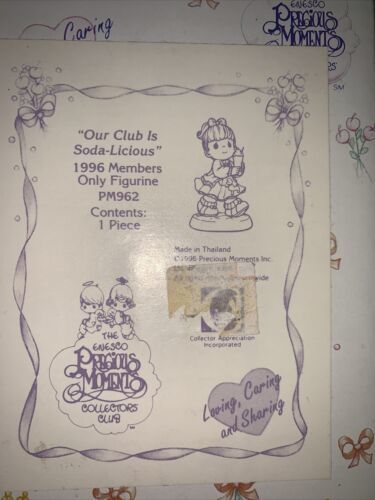 Caring
ENESCO
PRECIOUS
MOMENTS
COLLECTORS
SM
"Our Club Is
Soda-Licious"
1996 Members
Only Figurine
PM962
Contents:
1 Piece
Made in Thailand
©1996 Precious Moments Inc.
Collector Appreciation
Incorporated
THE
ENESCO
PRECIOUS
MOMENTS
COLLECTORS
CLUB
SM
Loving, Caring
and Sharing